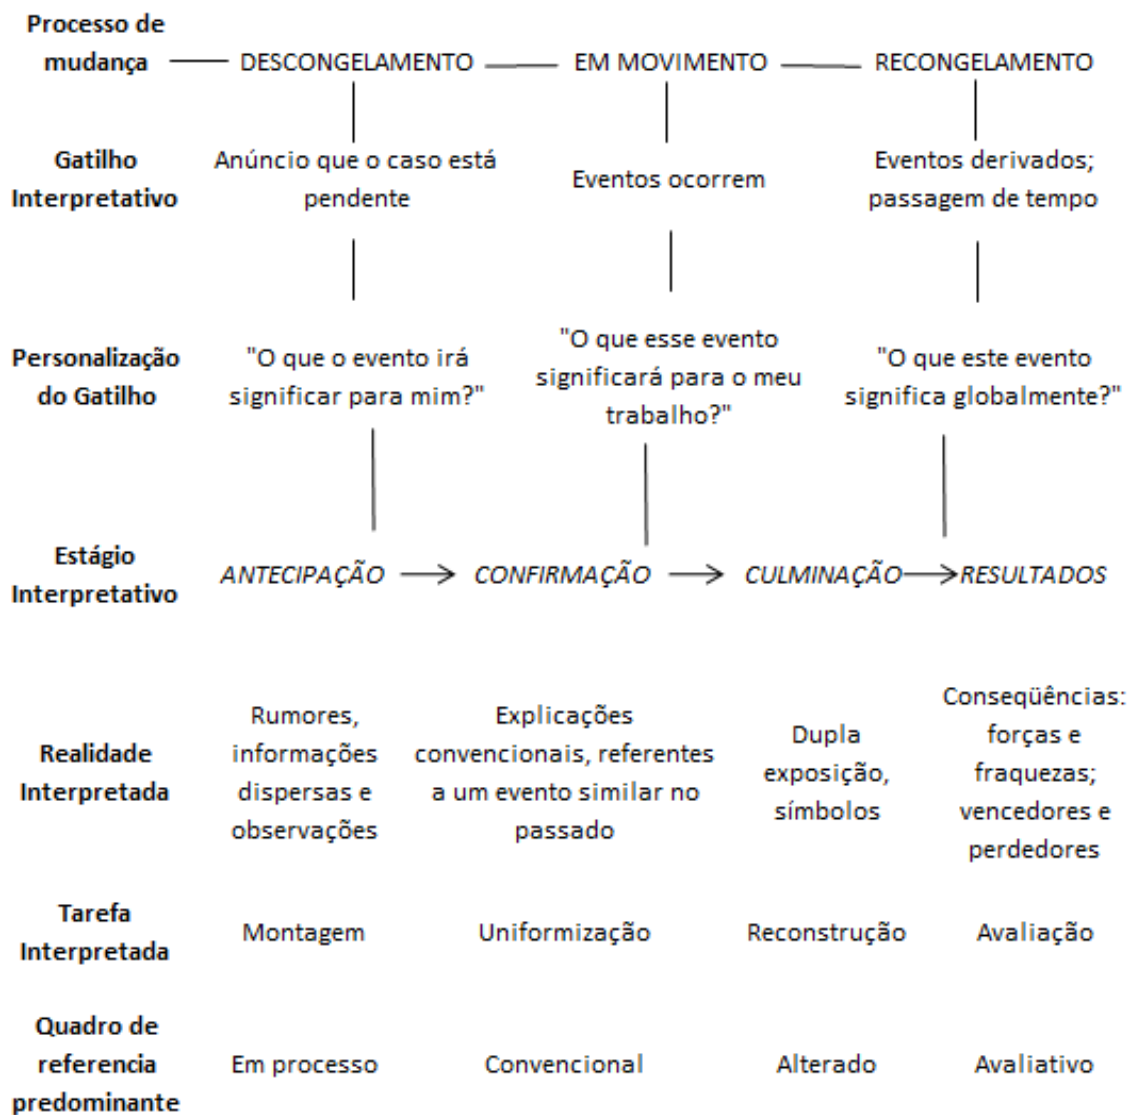 Processo de
mudança DESCONGELAMENTO EM MOVIMENTO RECONGELAMENTO
Gatilho
Interpretativo
Anúncio que o caso está
pendente
Eventos ocorrem
Eventos derivados;
passagem de tempo
Personalização
do Gatilho
"O que o evento irá
significar para mim?"
"O que esse evento
significará para o meu
trabalho?"
"O que este evento
significa globalmente?"
Estágio
Interpretativo
ANTECIPAÇÃO CONFIRMAÇÃO CULMINAÇÃO RESULTADOS
Realidade
Interpretada
Rumores,
informações
dispersas e
observações
Explicações
convencionais, referentes
a um evento similar no
passado
Dupla
exposição,
símbolos
Conseqüências:
forças e
fraquezas;
vencedores e
perdedores
Tarefa
Interpretada
Montagem Uniformização Reconstrução Avaliação
Quadro de
referencia
predominante
Em processo Convencional Alterado Avaliativo